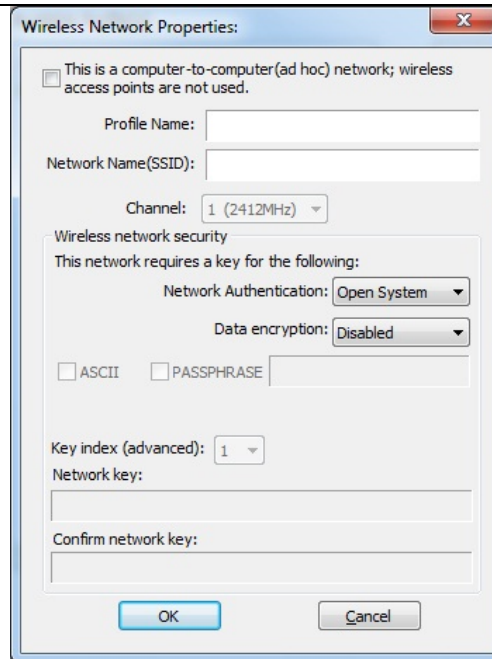 Wireless Network Properties:
This is a computer-to-computer(ad hoc) network; wireless
access points are not used.
Profile Name:
Network Name(SSID):
Channel: 1 (2412MHz)
Wireless network security
This network requires a key for the following:
Network Authentication: Open System
Data encryption: Disabled
ASCII PASSPHRASE
Key index (advanced): 1
Network key:
Confirm network key:
OK Cancel